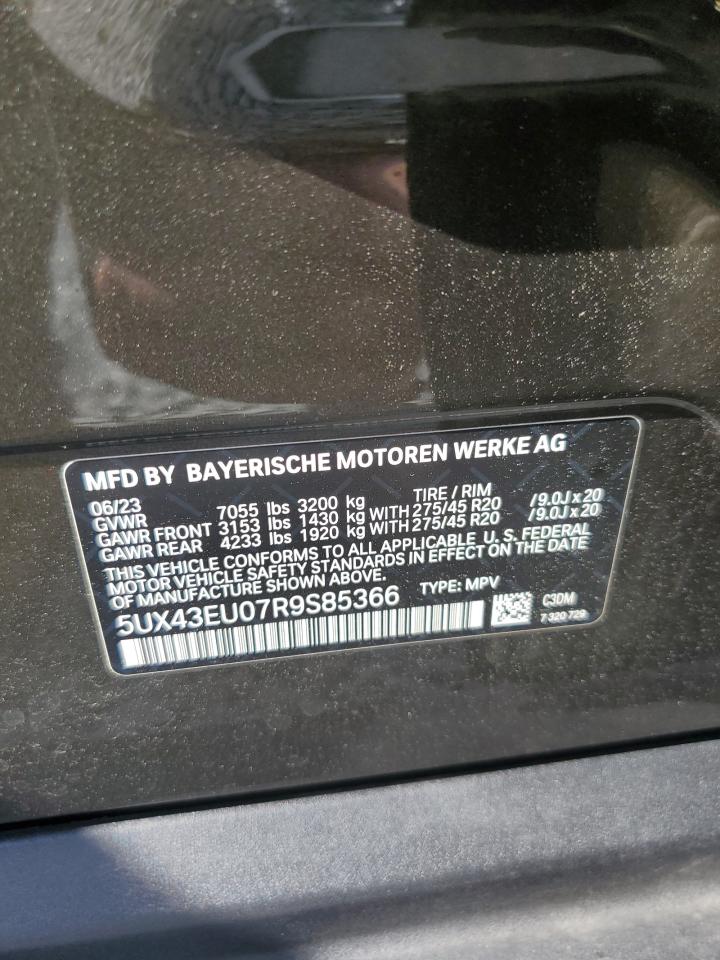 MFD BY BAYERISCHE MOTOREN WERKE AG
06/23 TIRE / RIM
GVWR 7055 lbs 3200 kg
GAWR FRONT 3153 lbs 1430 kg WITH 275/45 R20 /9.0J x 20
GAWR REAR 4233 lbs 1920 kg WITH 275/45 R20 /9.0J x 20
THIS VEHICLE CONFORMS TO ALL APPLICABLE U. S. FEDERAL
MOTOR VEHICLE SAFETY STANDARDS IN EFFECT ON THE DATE
OF MANUFACTURE SHOWN ABOVE.
5UX43EU07R9S85366 TYPE: MPV
C3DM
7 320 729